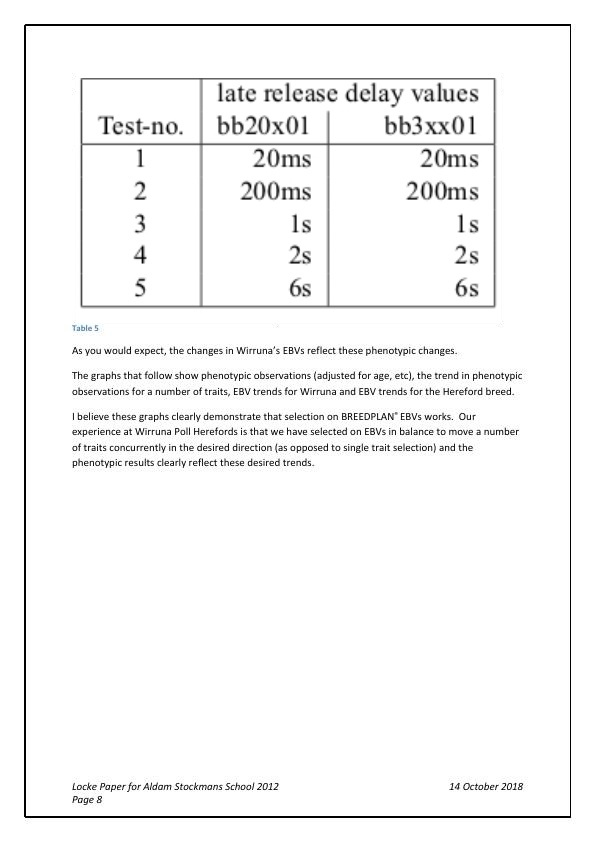 late release delay values
Test-no. bb20x01 bb3xx01
1 20ms 20ms
2 200ms 200ms
3 1s 1s
4 2s 2s
5 6s 6s
Table 5
As you would expect, the changes in Wirruna’s EBVs reflect these phenotypic changes.
The graphs that follow show phenotypic observations (adjusted for age, etc), the trend in phenotypic
observations for a number of traits, EBV trends for Wirruna and EBV trends for the Hereford breed.
I believe these graphs clearly demonstrate that selection on BREEDPLAN® EBVs works.  Our
experience at Wirruna Poll Herefords is that we have selected on EBVs in balance to move a number
of traits concurrently in the desired direction (as opposed to single trait selection) and the
phenotypic results clearly reflect these desired trends.
Locke Paper for Aldam Stockmans School 2012 14 October 2018
Page 8